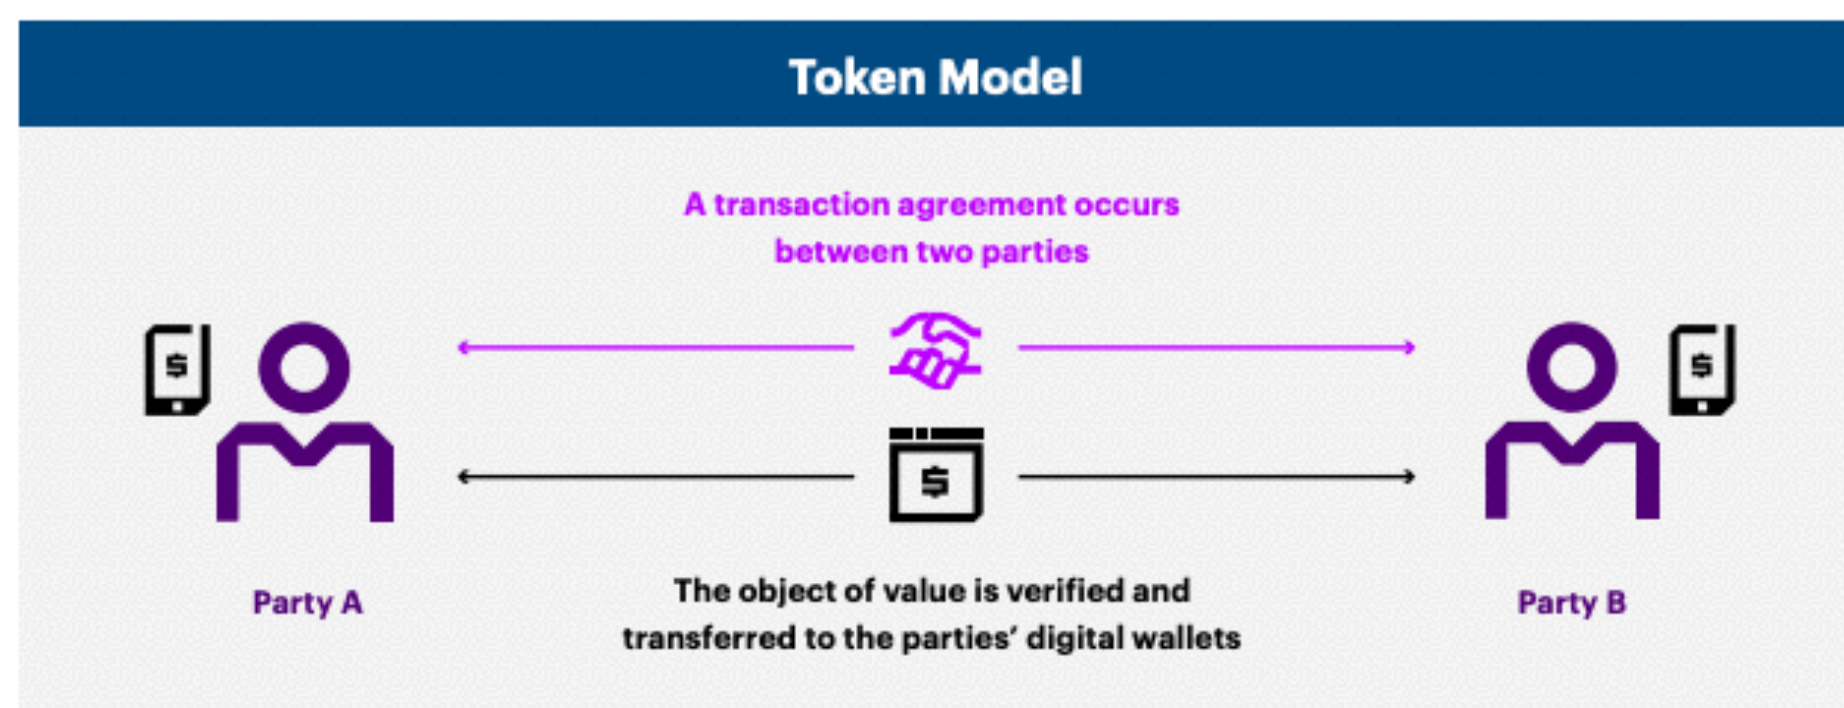 Token Model
A transaction agreement occurs
between two parties
$
$
$
Party A
The object of value is verified and
transferred to the parties’ digital wallets
Party B